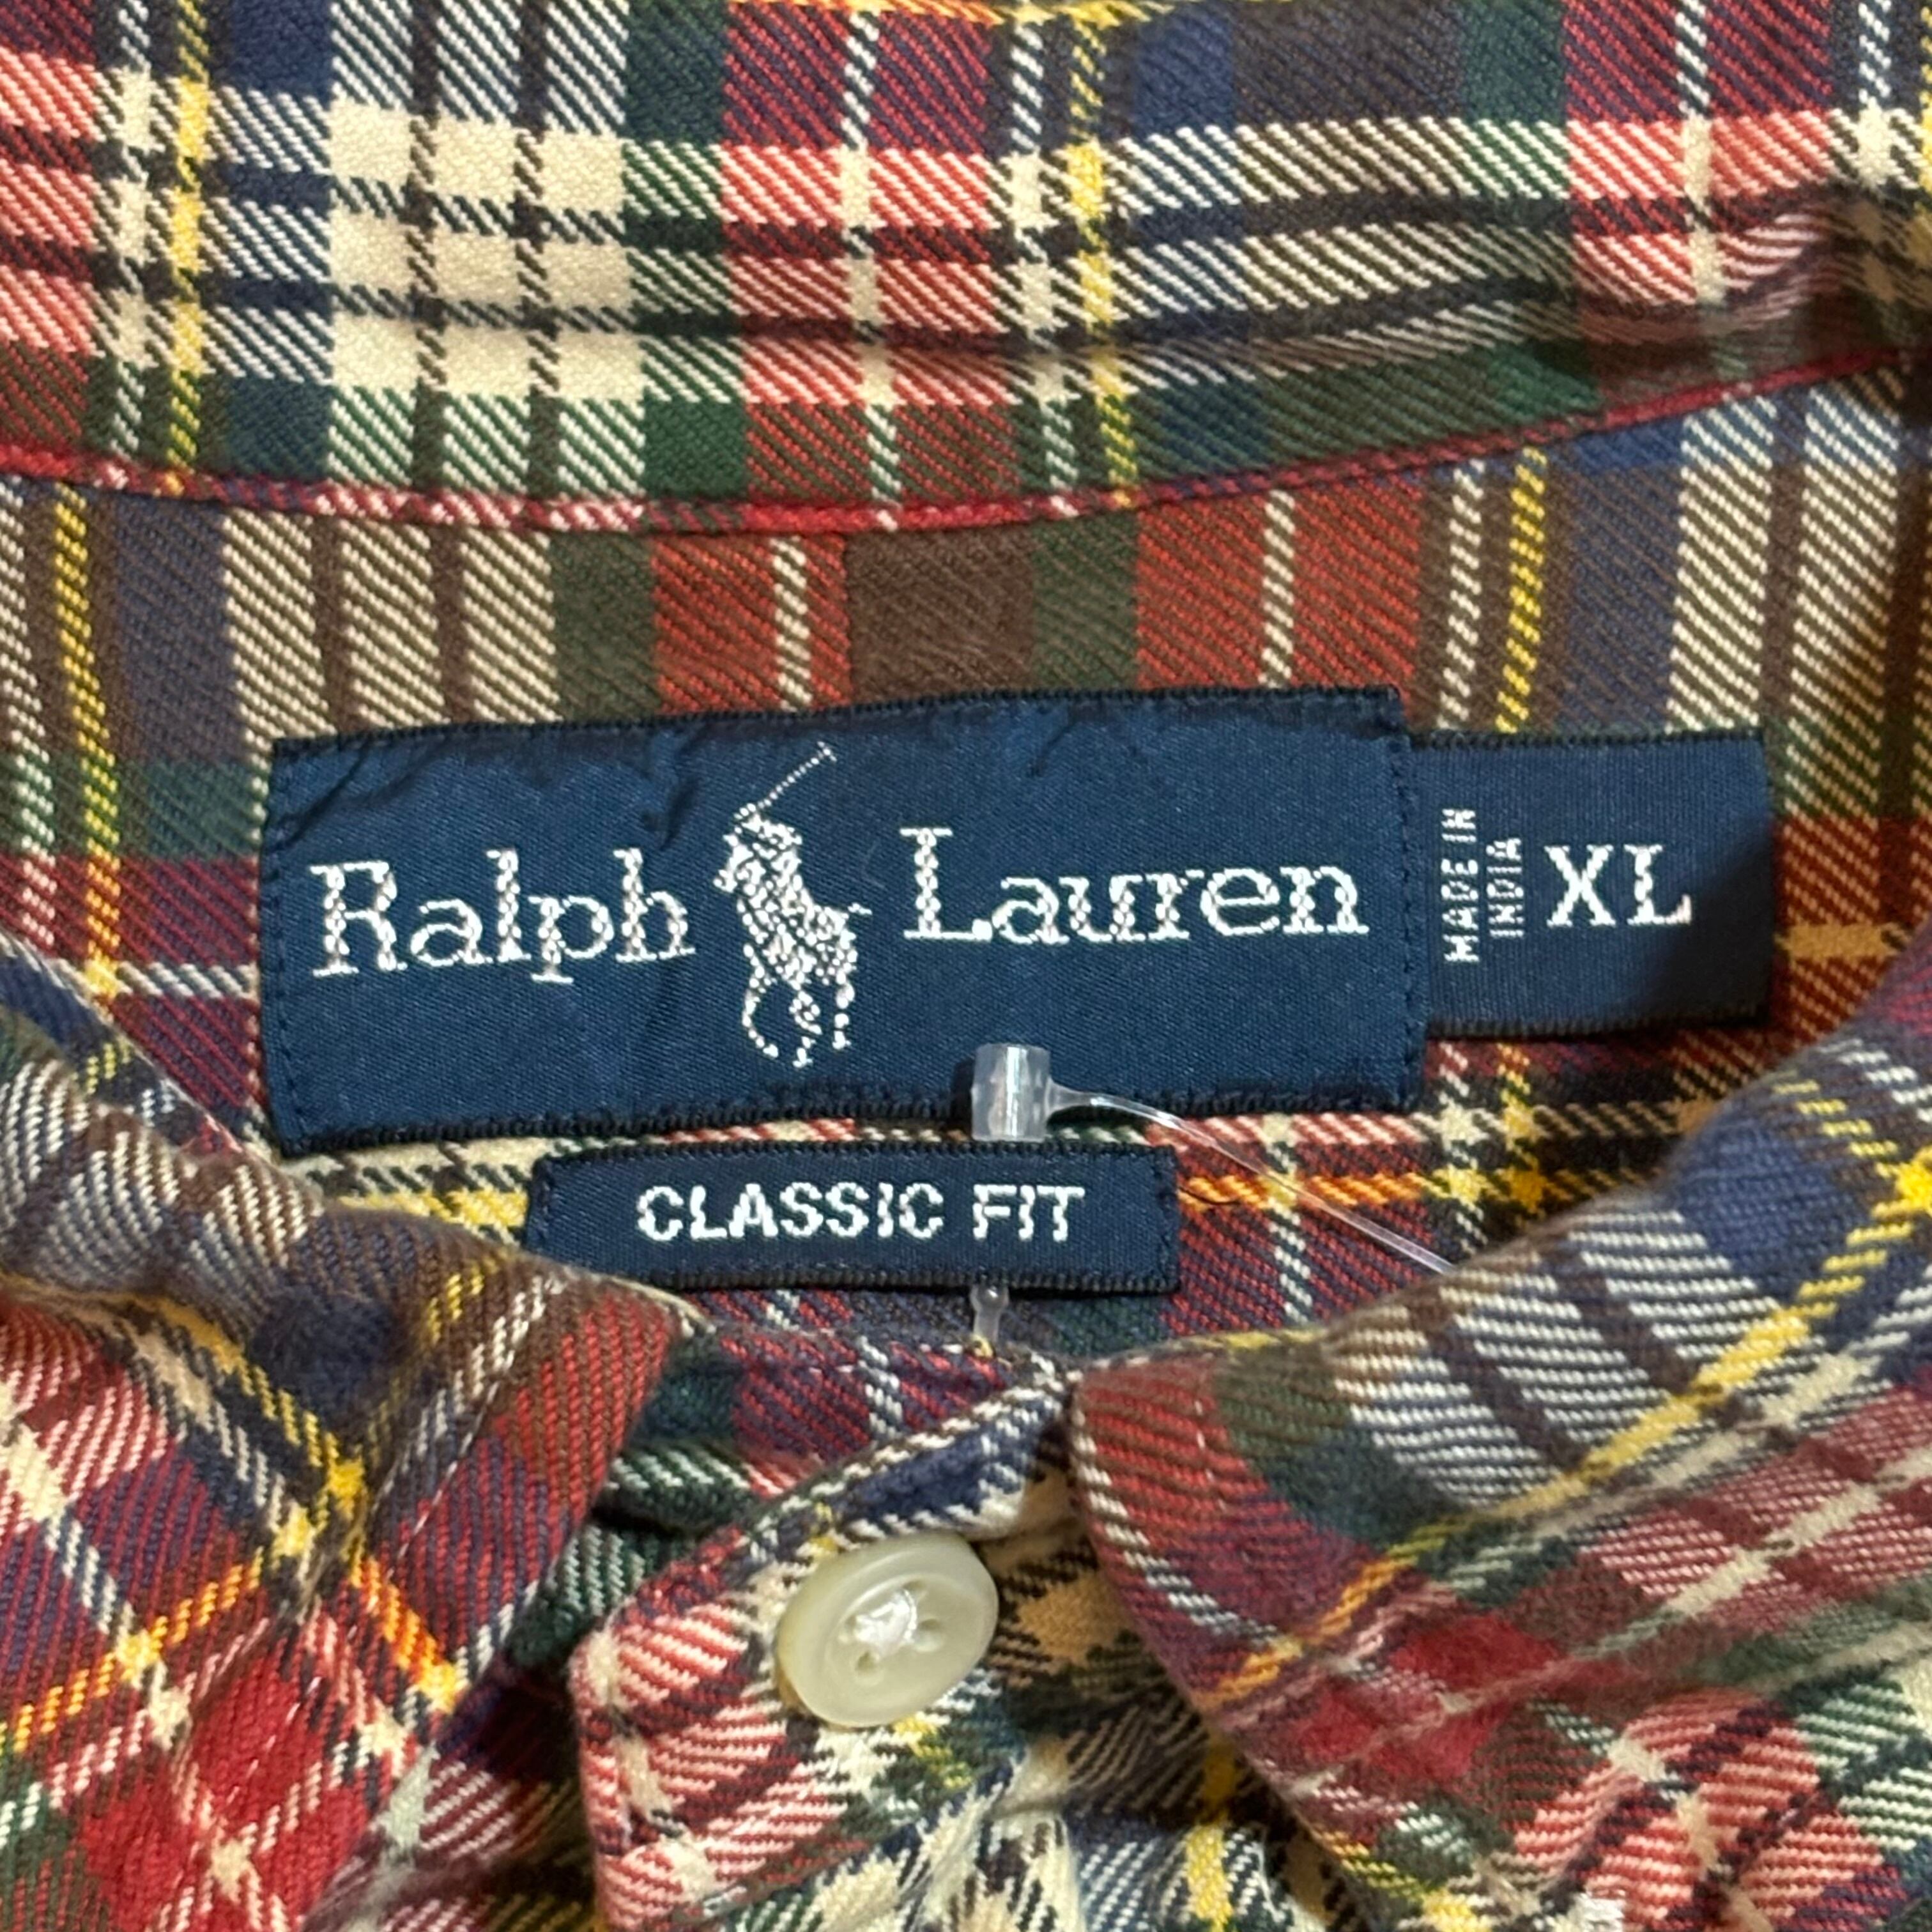 Ralph Lauren
MADE IN
INDIA
XL
CLASSIC FIT